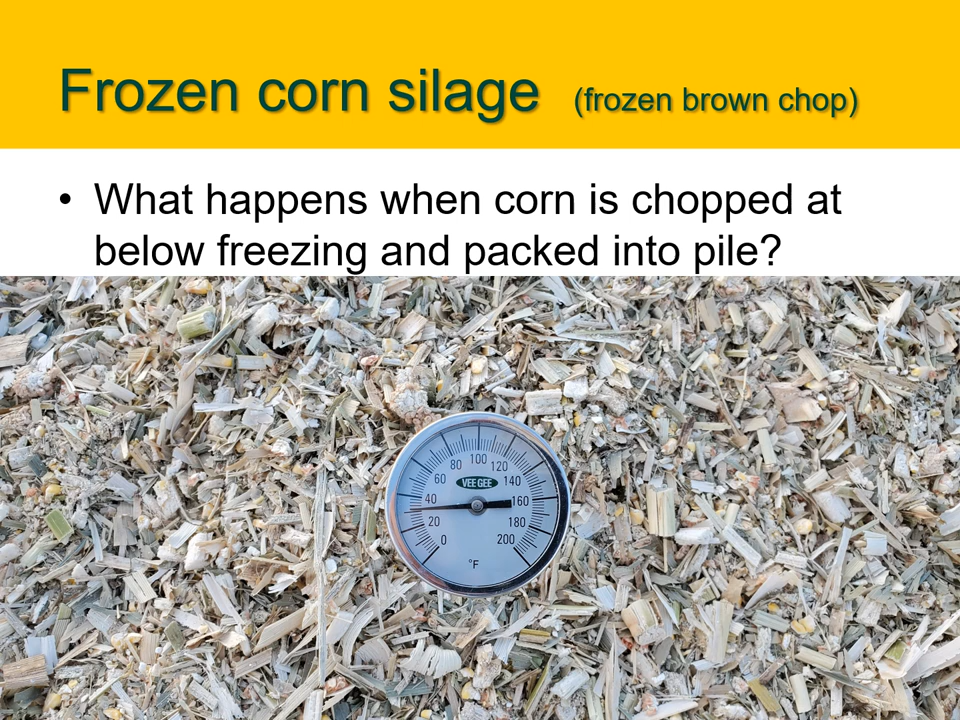 Frozen corn silage (frozen brown chop)
• What happens when corn is chopped at
below freezing and packed into pile?
100
80 120
60 140
VEE GEE
40 160
20 180
0 200
°F